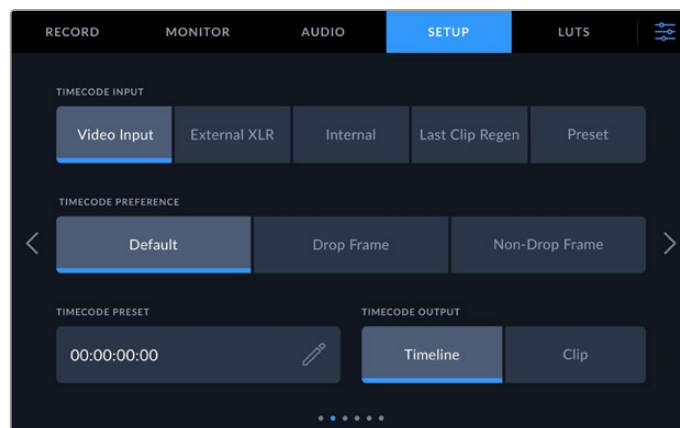 RECORD MONITOR AUDIO SETUP LUTS
TIMECODE INPUT
Video Input External XLR Internal Last Clip Regen Preset
TIMECODE PREFERENCE
Default Drop Frame Non-Drop Frame
TIMECODE PRESET TIMECODE OUTPUT
00:00:00:00 Timeline Clip